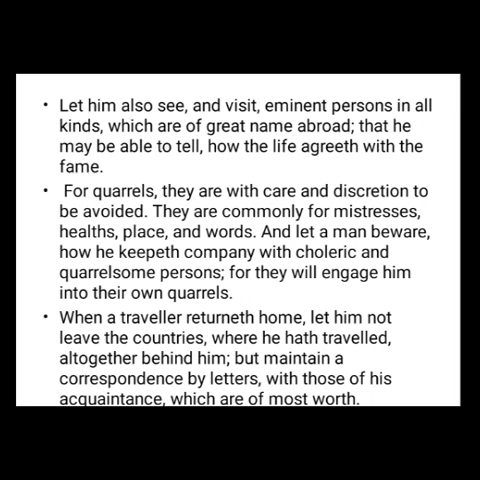 • Let him also see, and visit, eminent persons in all
kinds, which are of great name abroad; that he
may be able to tell, how the life agreeth with the
fame.
• For quarrels, they are with care and discretion to
be avoided. They are commonly for mistresses,
healths, place, and words. And let a man beware,
how he keepeth company with choleric and
quarrelsome persons; for they will engage him
into their own quarrels.
• When a traveller returneth home, let him not
leave the countries, where he hath travelled,
altogether behind him; but maintain a
correspondence by letters, with those of his
acquaintance, which are of most worth.